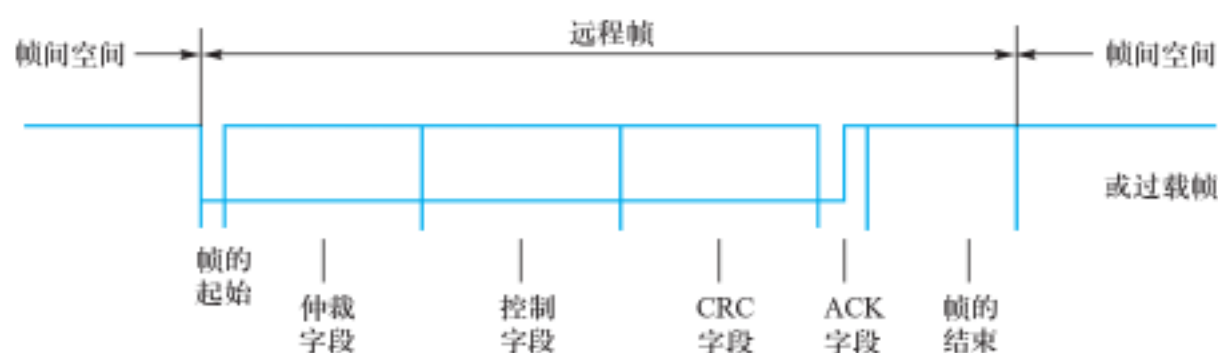 远程帧
帧间空间
帧间空间
或过载帧
帧的
起始
仲裁
字段
控制
字段
CRC
字段
ACK
字段
帧的
结束